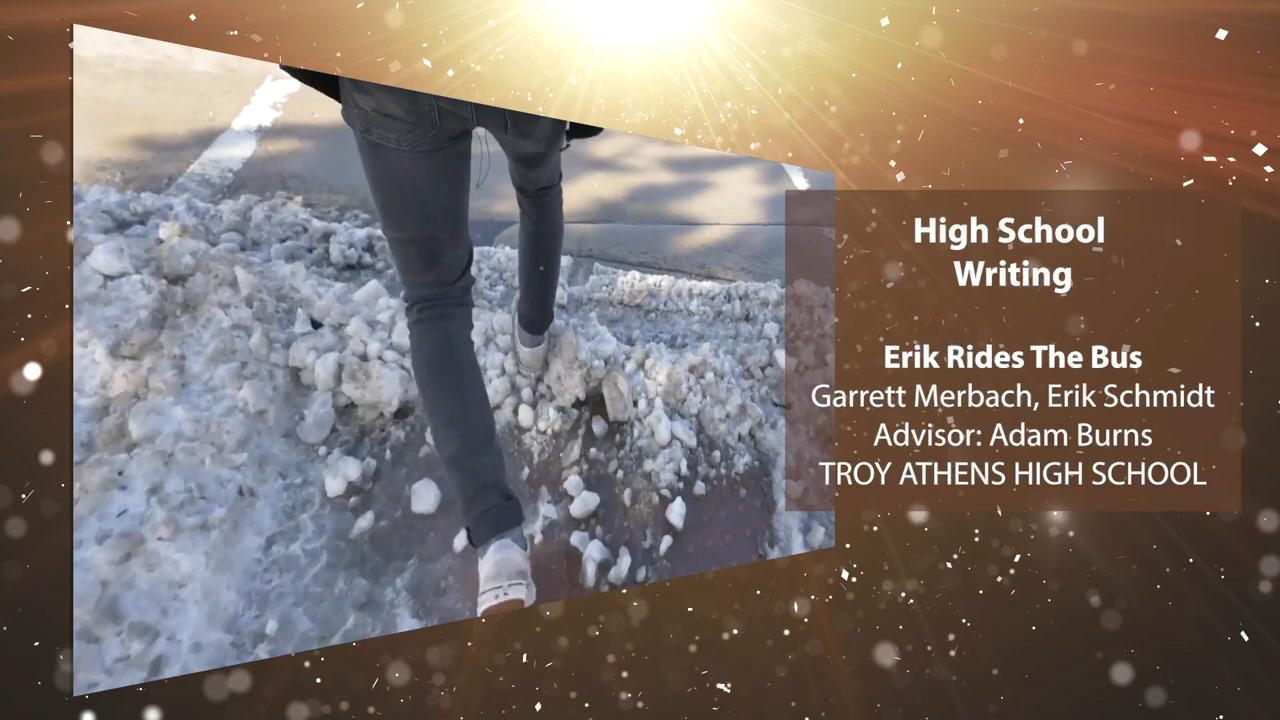 High School
Writing
Erik Rides The Bus
Garrett Merbach, Erik Schmidt
Advisor: Adam Burns
TROY ATHENS HIGH SCHOOL